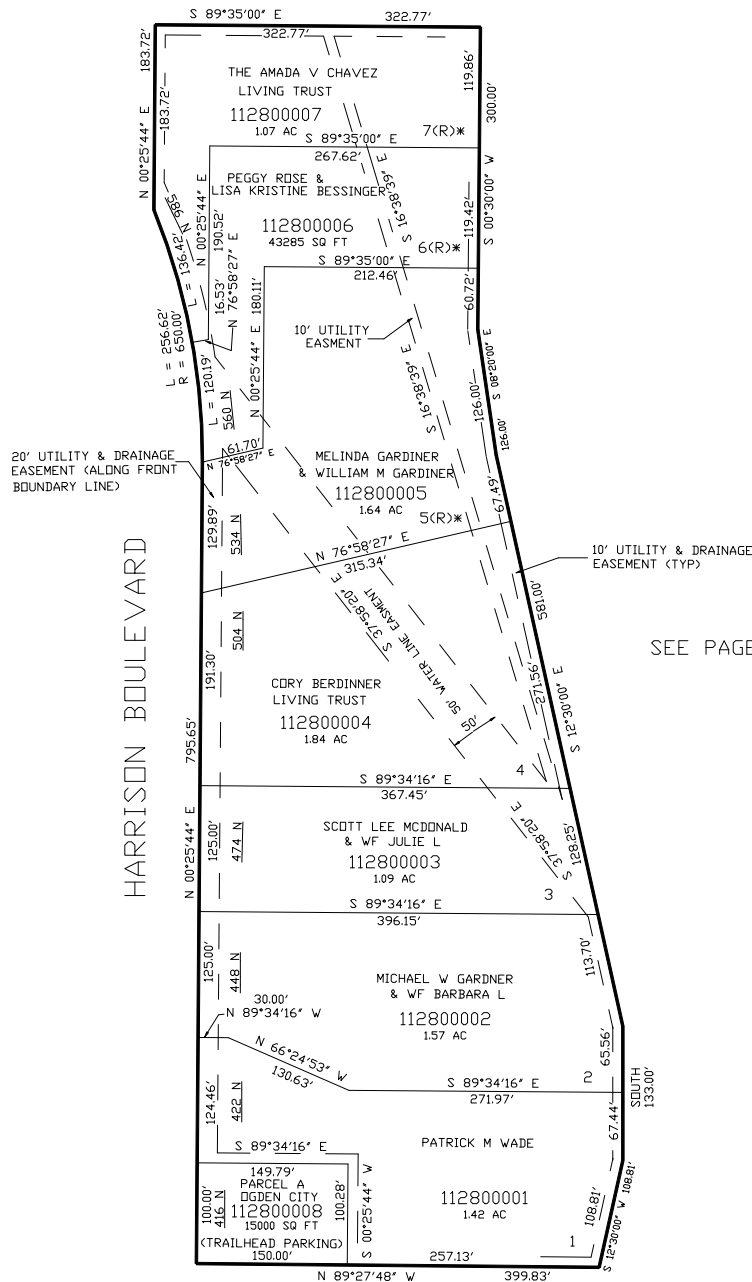 S 89°35'00" E 322.77'
322.77'
183.72'
183.72'
N 00°25'44" E
119.86'
300.00'
THE AMADA V CHAVEZ
LIVING TRUST
112800007
1.07 AC
7(R)*
S 89°35'00" E
267.62'
S 00°30'00" W
PEGGY ROSE &
LISA KRISTINE BESSINGER
112800006
43285 SQ FT
6(R)*
119.42'
S 16°38'39" E
586 N
L = 136.42'
N 00°25'44" E
190.52'
16.53'
N 76°58'27" E
S 89°35'00" E
212.46'
180.11'
N 00°25'44" E
60.72'
10' UTILITY
EASMENT
L = 256.62'
R = 650.00'
L = 120.19'
560 N
S 16°38'39" E
S 08°20'00" E
126.00'
126.00'
20' UTILITY & DRAINAGE
EASEMENT (ALONG FRONT
BOUNDARY LINE)
61.70'
N 76°58'27" E
MELINDA GARDINER
& WILLIAM M GARDINER
112800005
1.64 AC
5(R)*
67.49'
129.89'
534 N
N 76°58'27" E
315.34'
10' UTILITY & DRAINAGE
EASEMENT (TYP)
HARRISON BOULEVARD
S 37°58'20" E
50' WATER LINE EASMENT
50'
581.00'
271.56'
S 12°30'00" E
SEE PAGE
191.30'
504 N
CORY BERDINNER
LIVING TRUST
112800004
1.84 AC
4
795.65'
N 00°25'44" E
S 89°34'16" E
367.45'
125.00'
474 N
SCOTT LEE MCDONALD
& WF JULIE L
112800003
1.09 AC
3
S 37°58'20" E
128.25'
S 89°34'16" E
396.15'
113.70'
125.00'
448 N
MICHAEL W GARDNER
& WF BARBARA L
112800002
1.57 AC
30.00'
N 89°34'16" W
N 66°24'53" W
130.63'
65.56'
2
S 89°34'16" E
271.97'
SOUTH
133.00'
124.46'
422 N
67.44'
PATRICK M WADE
112800001
1.42 AC
1
S 89°34'16" E
149.79'
PARCEL A
OGDEN CITY
112800008
15000 SQ FT
(TRAILHEAD PARKING)
150.00'
100.00'
416 N
100.28'
S 00°25'44" W
257.13'
108.81'
S 12°30'00" W 108.81'
N 89°27'48" W 399.83'